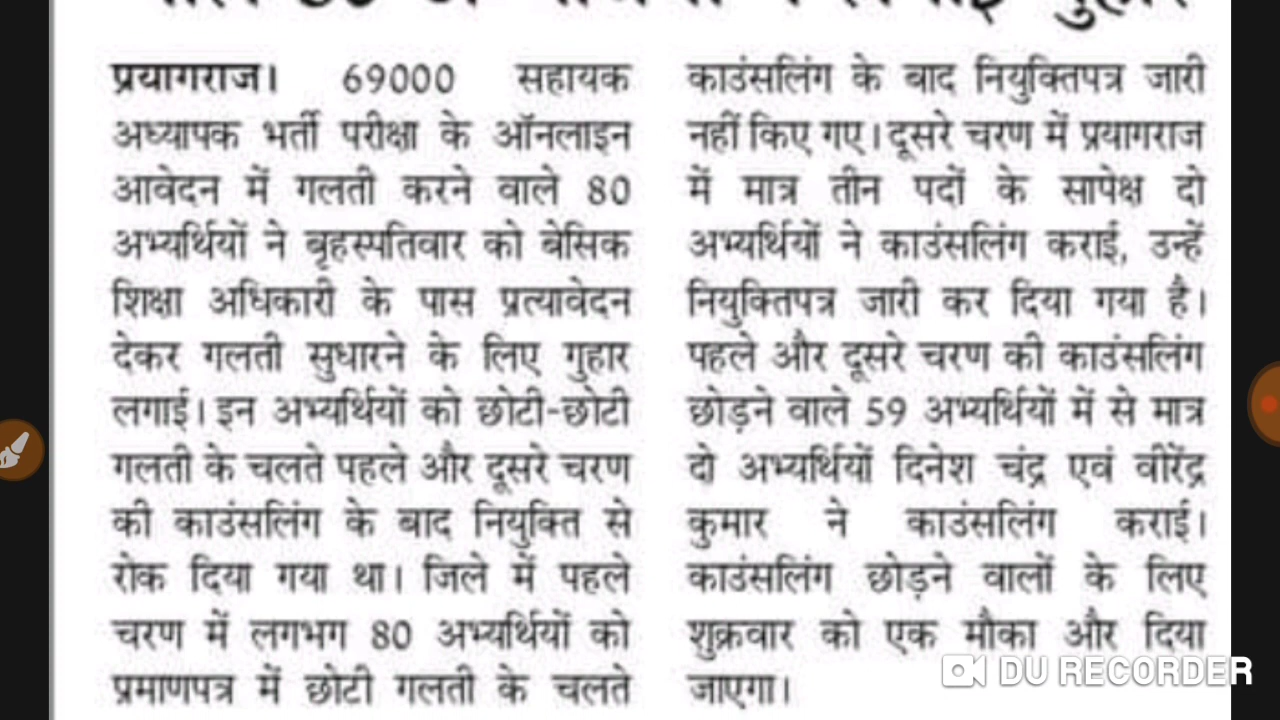 प्रयागराज। 69000 सहायक
अध्यापक भर्ती परीक्षा के ऑनलाइन
आवेदन में गलती करने वाले 80
अभ्यर्थियों ने बृहस्पतिवार को बेसिक
शिक्षा अधिकारी के पास प्रत्यावेदन
देकर गलती सुधारने के लिए गुहार
लगाई। इन अभ्यर्थियों को छोटी-छोटी
गलती के चलते पहले और दूसरे चरण
की काउंसलिंग के बाद नियुक्ति से
रोक दिया गया था। जिले में पहले
चरण में लगभग 80 अभ्यर्थियों को
प्रमाणपत्र में छोटी गलती के चलते
काउंसलिंग के बाद नियुक्तिपत्र जारी
नहीं किए गए। दूसरे चरण में प्रयागराज
में मात्र तीन पदों के सापेक्ष दो
अभ्यर्थियों ने काउंसलिंग कराई, उन्हें
नियुक्तिपत्र जारी कर दिया गया है।
पहले और दूसरे चरण की काउंसलिंग
छोड़ने वाले 59 अभ्यर्थियों में से मात्र
दो अभ्यर्थियों दिनेश चंद्र एवं वीरेंद्र
कुमार ने काउंसलिंग कराई।
काउंसलिंग छोड़ने वालों के लिए
शुक्रवार को एक मौका और दिया
जाएगा।
DU RECORDER